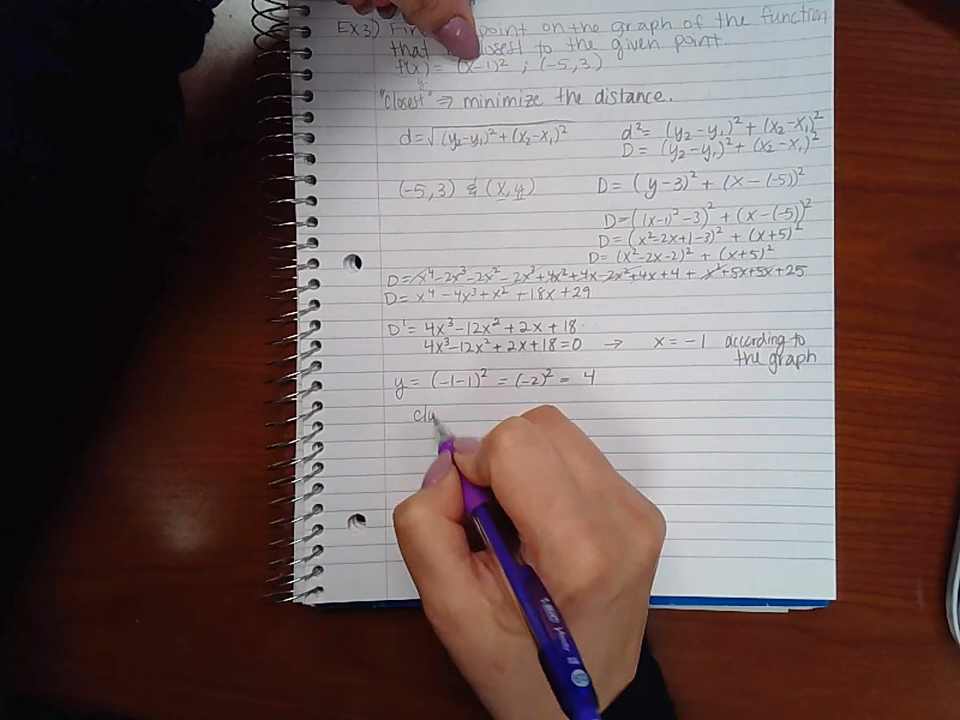 Ex3) Fin point on the graph of the function
that closest to the given point.
f(x) = (x-1)² ; (-5,3)
y
"closest" ⇒ minimize the distance.
d=√(y₂-y₁)²+(x₂-x₁)² d²= (y₂-y₁)²+(x₂-x₁)²
D = (y₂-y₁)²+(x₂-x₁)²
(-5,3) & (x,y) D = (y-3)² + (x-(-5))²
D=((x-1)²-3)² + (x-(-5))²
D= (x²-2x+1-3)² + (x+5)²
D= (x²-2x-2)² + (x+5)²
D= x⁴-2x³-2x²-2x³+4x²+4x-2x²+4x+4 + x²+5x+5x+25
D= x⁴-4x³+x²+18x+29
D'= 4x³-12x²+2x+18
4x³-12x²+2x+18=0 → x=-1 according to
the graph
y = (-1-1)² = (-2)² = 4
clo
BIC